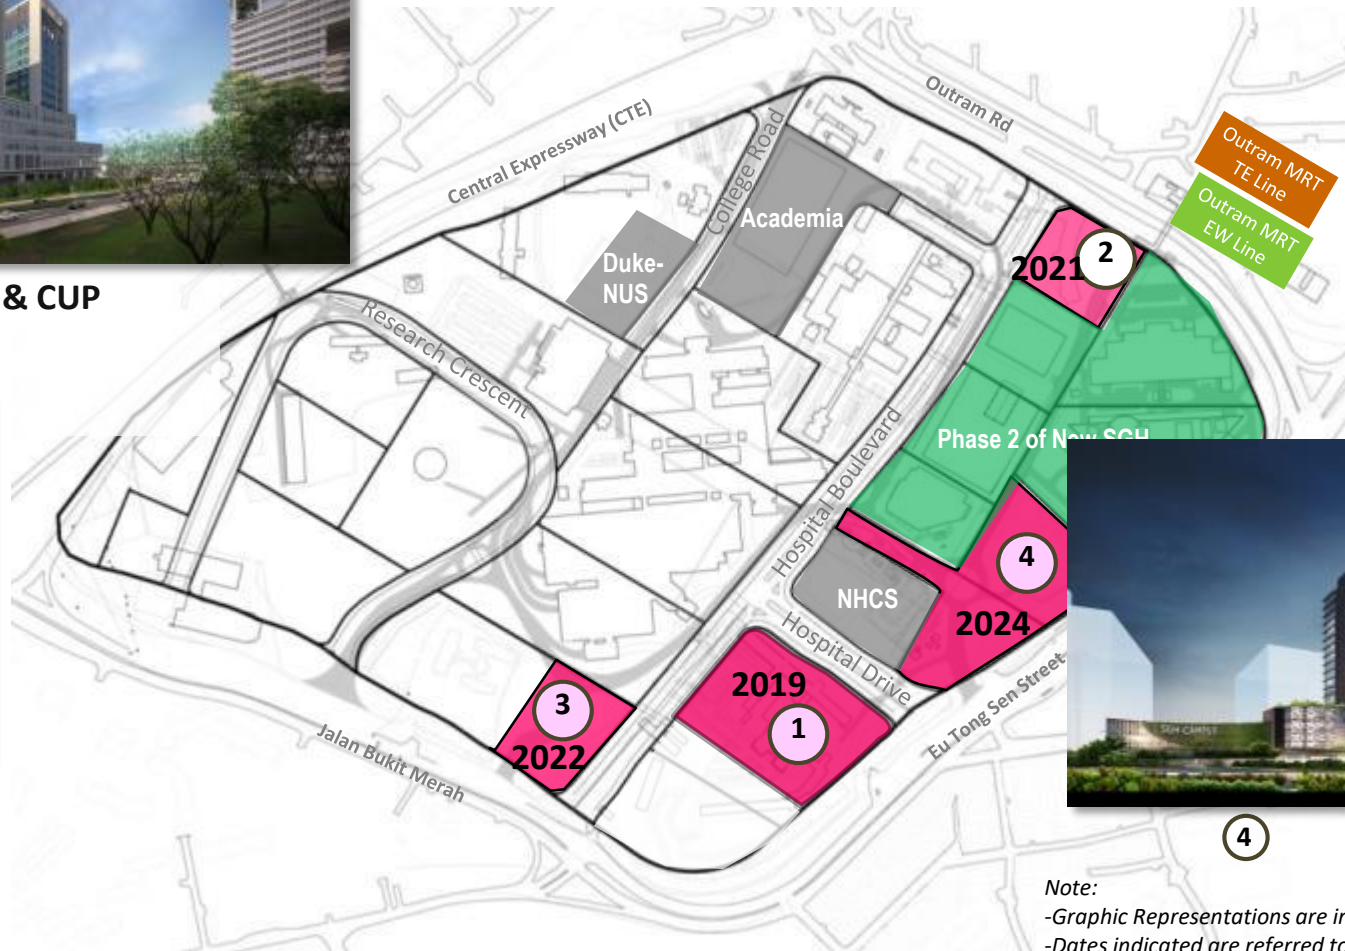 & CUP
Central Expressway (CTE)
College Road
Outram Rd
Outram MRT
TE Line
Outram MRT
EW Line
Academia
Duke-
NUS
Research Crescent
2021
2
Phase 2 of New SGH
Hospital Boulevard
4
NHCS
2024
Hospital Drive
2019
1
3
2022
Jalan Bukit Merah
Eu Tong Sen Street
SGH CAMPUS
4
Note:
-Graphic Representations are
-Dates indicated are referred